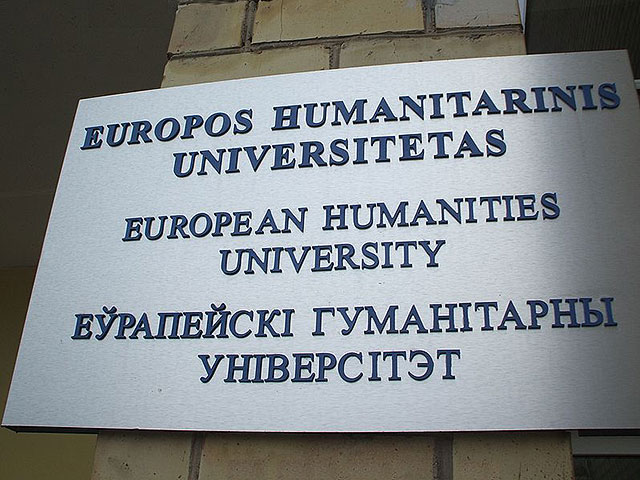 EUROPOS HUMANITARINIS
UNIVERSITETAS
EUROPEAN HUMANITIES
UNIVERSITY
ЕЎРАПЕЙСКІ ГУМАНІТАРНЫ
УНІВЕРСІТЭТ